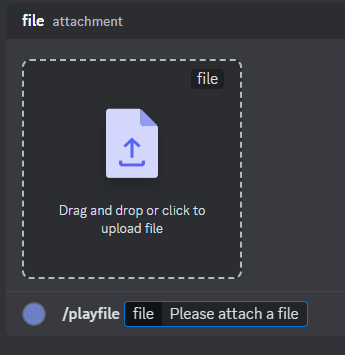 file attachment
file
Drag and drop or click to
upload file
/playfile file Please attach a file